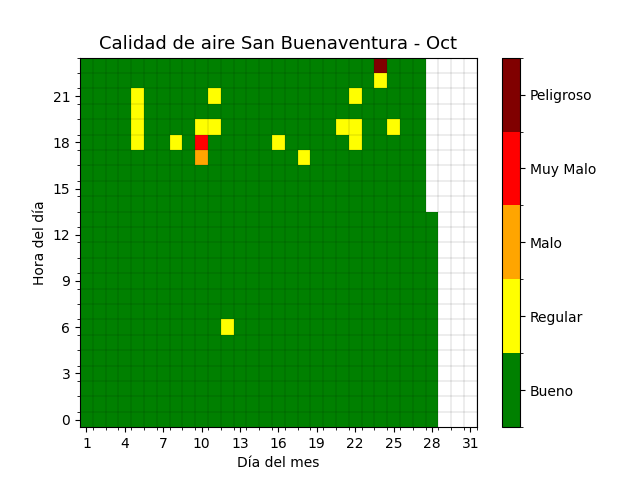 Calidad de aire San Buenaventura - Oct
Hora del día
21
18
15
12
9
6
3
0
1 4 7 10 13 16 19 22 25 28 31
Día del mes
Peligroso
Muy Malo
Malo
Regular
Bueno